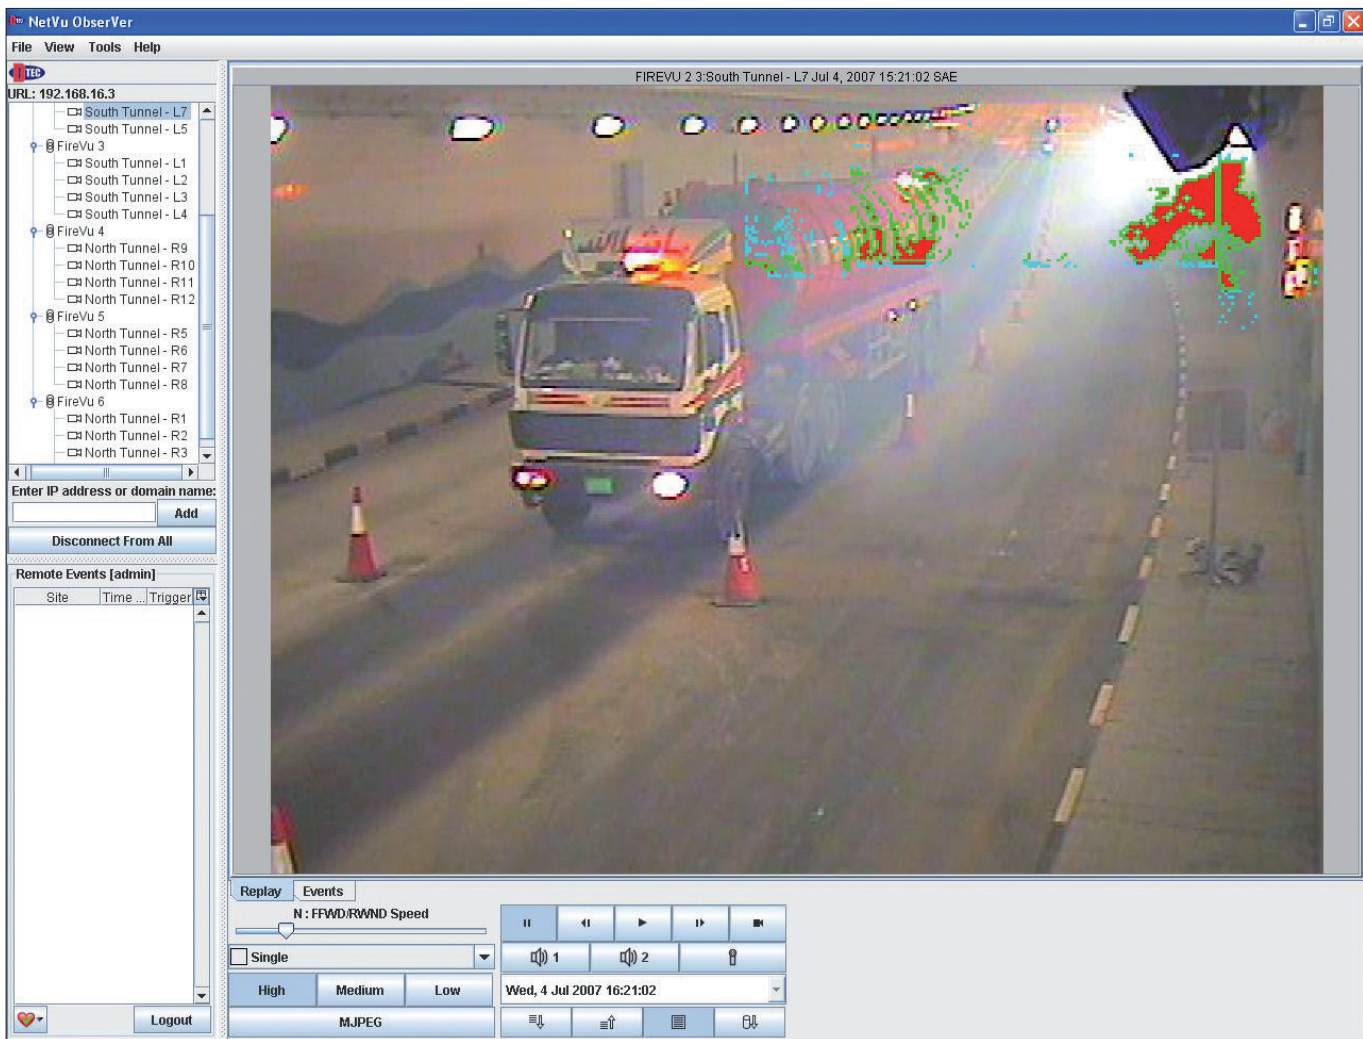 NetVu ObserVer
File View Tools Help
TEC
URL: 192.168.16.3
South Tunnel - L7
South Tunnel - L5
FireVu 3
South Tunnel - L1
South Tunnel - L2
South Tunnel - L3
South Tunnel - L4
FireVu 4
North Tunnel - R9
North Tunnel - R10
North Tunnel - R11
North Tunnel - R12
FireVu 5
North Tunnel - R5
North Tunnel - R6
North Tunnel - R7
North Tunnel - R8
FireVu 6
North Tunnel - R1
North Tunnel - R2
North Tunnel - R3
Enter IP address or domain name:
Add
Disconnect From All
Remote Events [admin]
Site Time ... Trigger
Logout
FIREVU 2 3:South Tunnel - L7 Jul 4, 2007 15:21:02 SAE
Replay Events
N : FFWD/RWND Speed
Single
High Medium Low
MJPEG
1 2
Wed, 4 Jul 2007 16:21:02